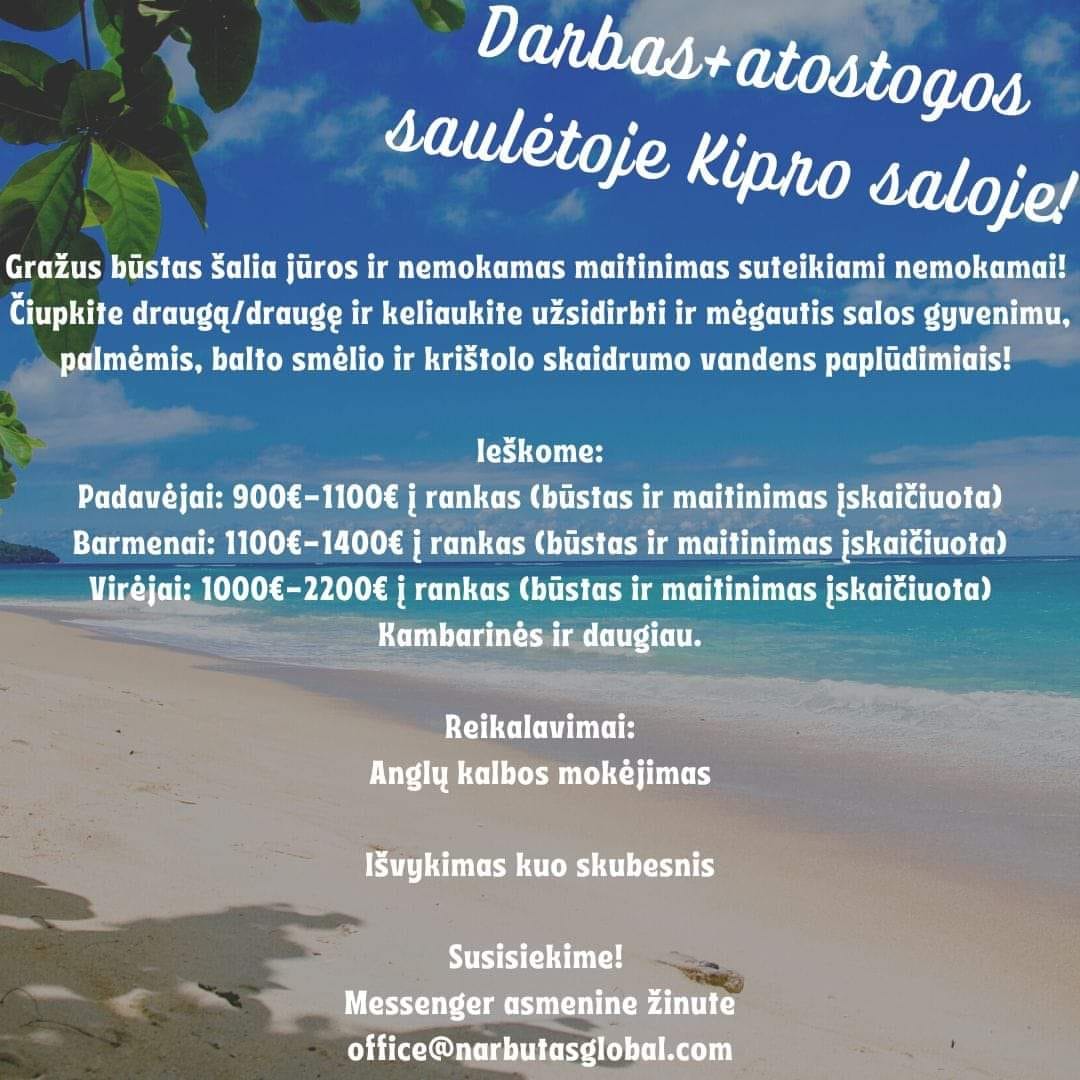 Darbas+atostogos
saulėtoje Kipro saloje!
Gražus būstas šalia jūros ir nemokamas maitinimas suteikiami nemokamai!
Čiupkite draugą/draugę ir keliaukite užsidirbti ir mėgautis salos gyvenimu,
palmėmis, balto smėlio ir krištolo skaidrumo vandens paplūdimiais!
Ieškome:
Padavėjai: 900€-1100€ į rankas (būstas ir maitinimas įskaičiuota)
Barmenai: 1100€-1400€ į rankas (būstas ir maitinimas įskaičiuota)
Virėjai: 1000€-2200€ į rankas (būstas ir maitinimas įskaičiuota)
Kambarinės ir daugiau.
Reikalavimai:
Anglų kalbos mokėjimas
Išvykimas kuo skubesnis
Susisiekime!
Messenger asmenine žinute
office@narbutasglobal.com